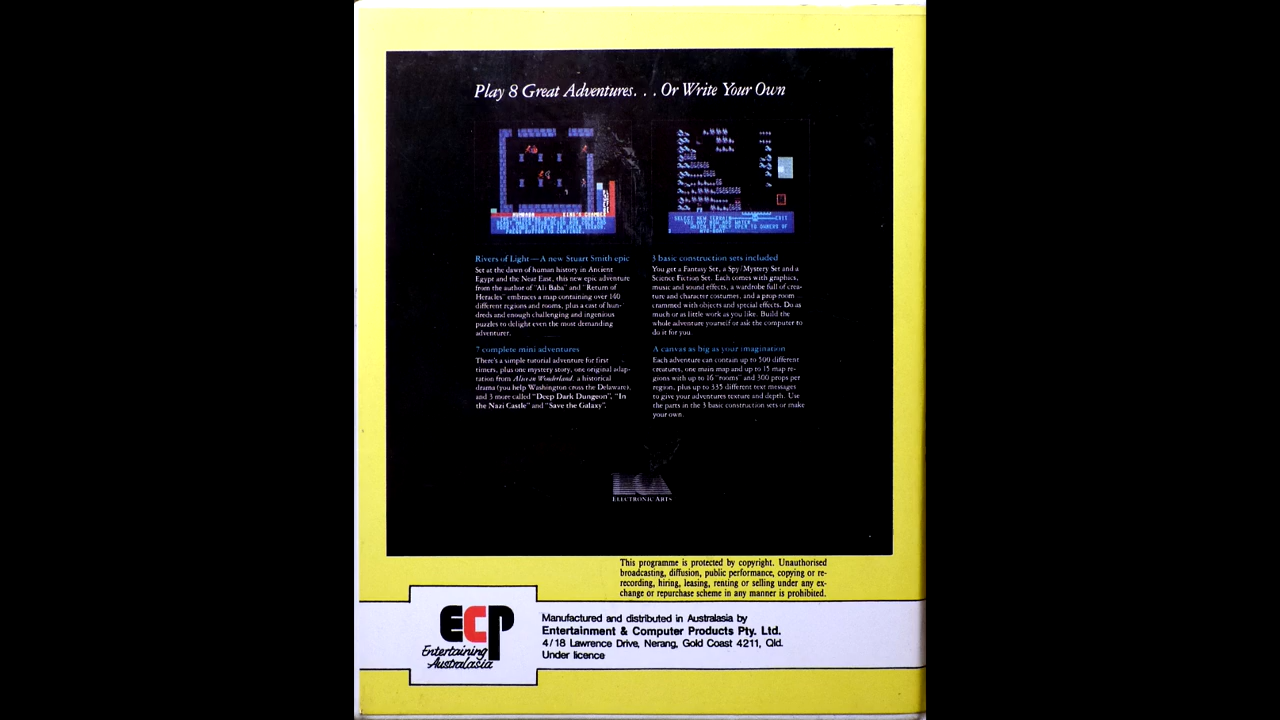 Play 8 Great Adventures. . . Or Write Your Own
Rivers of Light — A new Stuart Smith epic
Set at the dawn of human history in Ancient
Egypt and the Near East, this new epic adventure
from the author of "Ali Baba" and "Return of
Heracles" embraces a map containing over 140
different regions and rooms, plus a cast of hun-
dreds and enough challenging and ingenious
puzzles to delight even the most demanding
adventurer.
7 complete mini adventures
There's a simple tutorial adventure for first
timers, plus one mystery story, one original adap-
tation from Alice in Wonderland, a historical
drama (you help Washington cross the Delaware),
and 3 more called "Deep Dark Dungeon", "In
the Nazi Castle" and "Save the Galaxy".
SELECT NEW TERRAIN
EXIT
3 basic construction sets included
You get a Fantasy Set, a Spy/Mystery Set and a
Science Fiction Set. Each comes with graphics,
music and sound effects, a wardrobe full of crea-
ture and character costumes, and a prop room
crammed with objects and special effects. Do as
much or as little work as you like. Build the
whole adventure yourself or ask the computer to
do it for you.
A canvas as big as your imagination
Each adventure can contain up to 500 different
creatures, one main map and up to 15 map re-
gions with up to 16 "rooms" and 300 props per
region, plus up to 335 different text messages
to give your adventures texture and depth. Use
the parts in the 3 basic construction sets or make
your own.
ELECTRONIC ARTS
This programme is protected by copyright. Unauthorised
broadcasting, diffusion, public performance, copying or re-
recording, hiring, leasing, renting or selling under any ex-
change or repurchase scheme in any manner is prohibited.
ECP
Entertaining
Australasia
Manufactured and distributed in Australasia by
Entertainment & Computer Products Pty. Ltd.
4/18 Lawrence Drive, Nerang, Gold Coast 4211, Qld.
Under licence